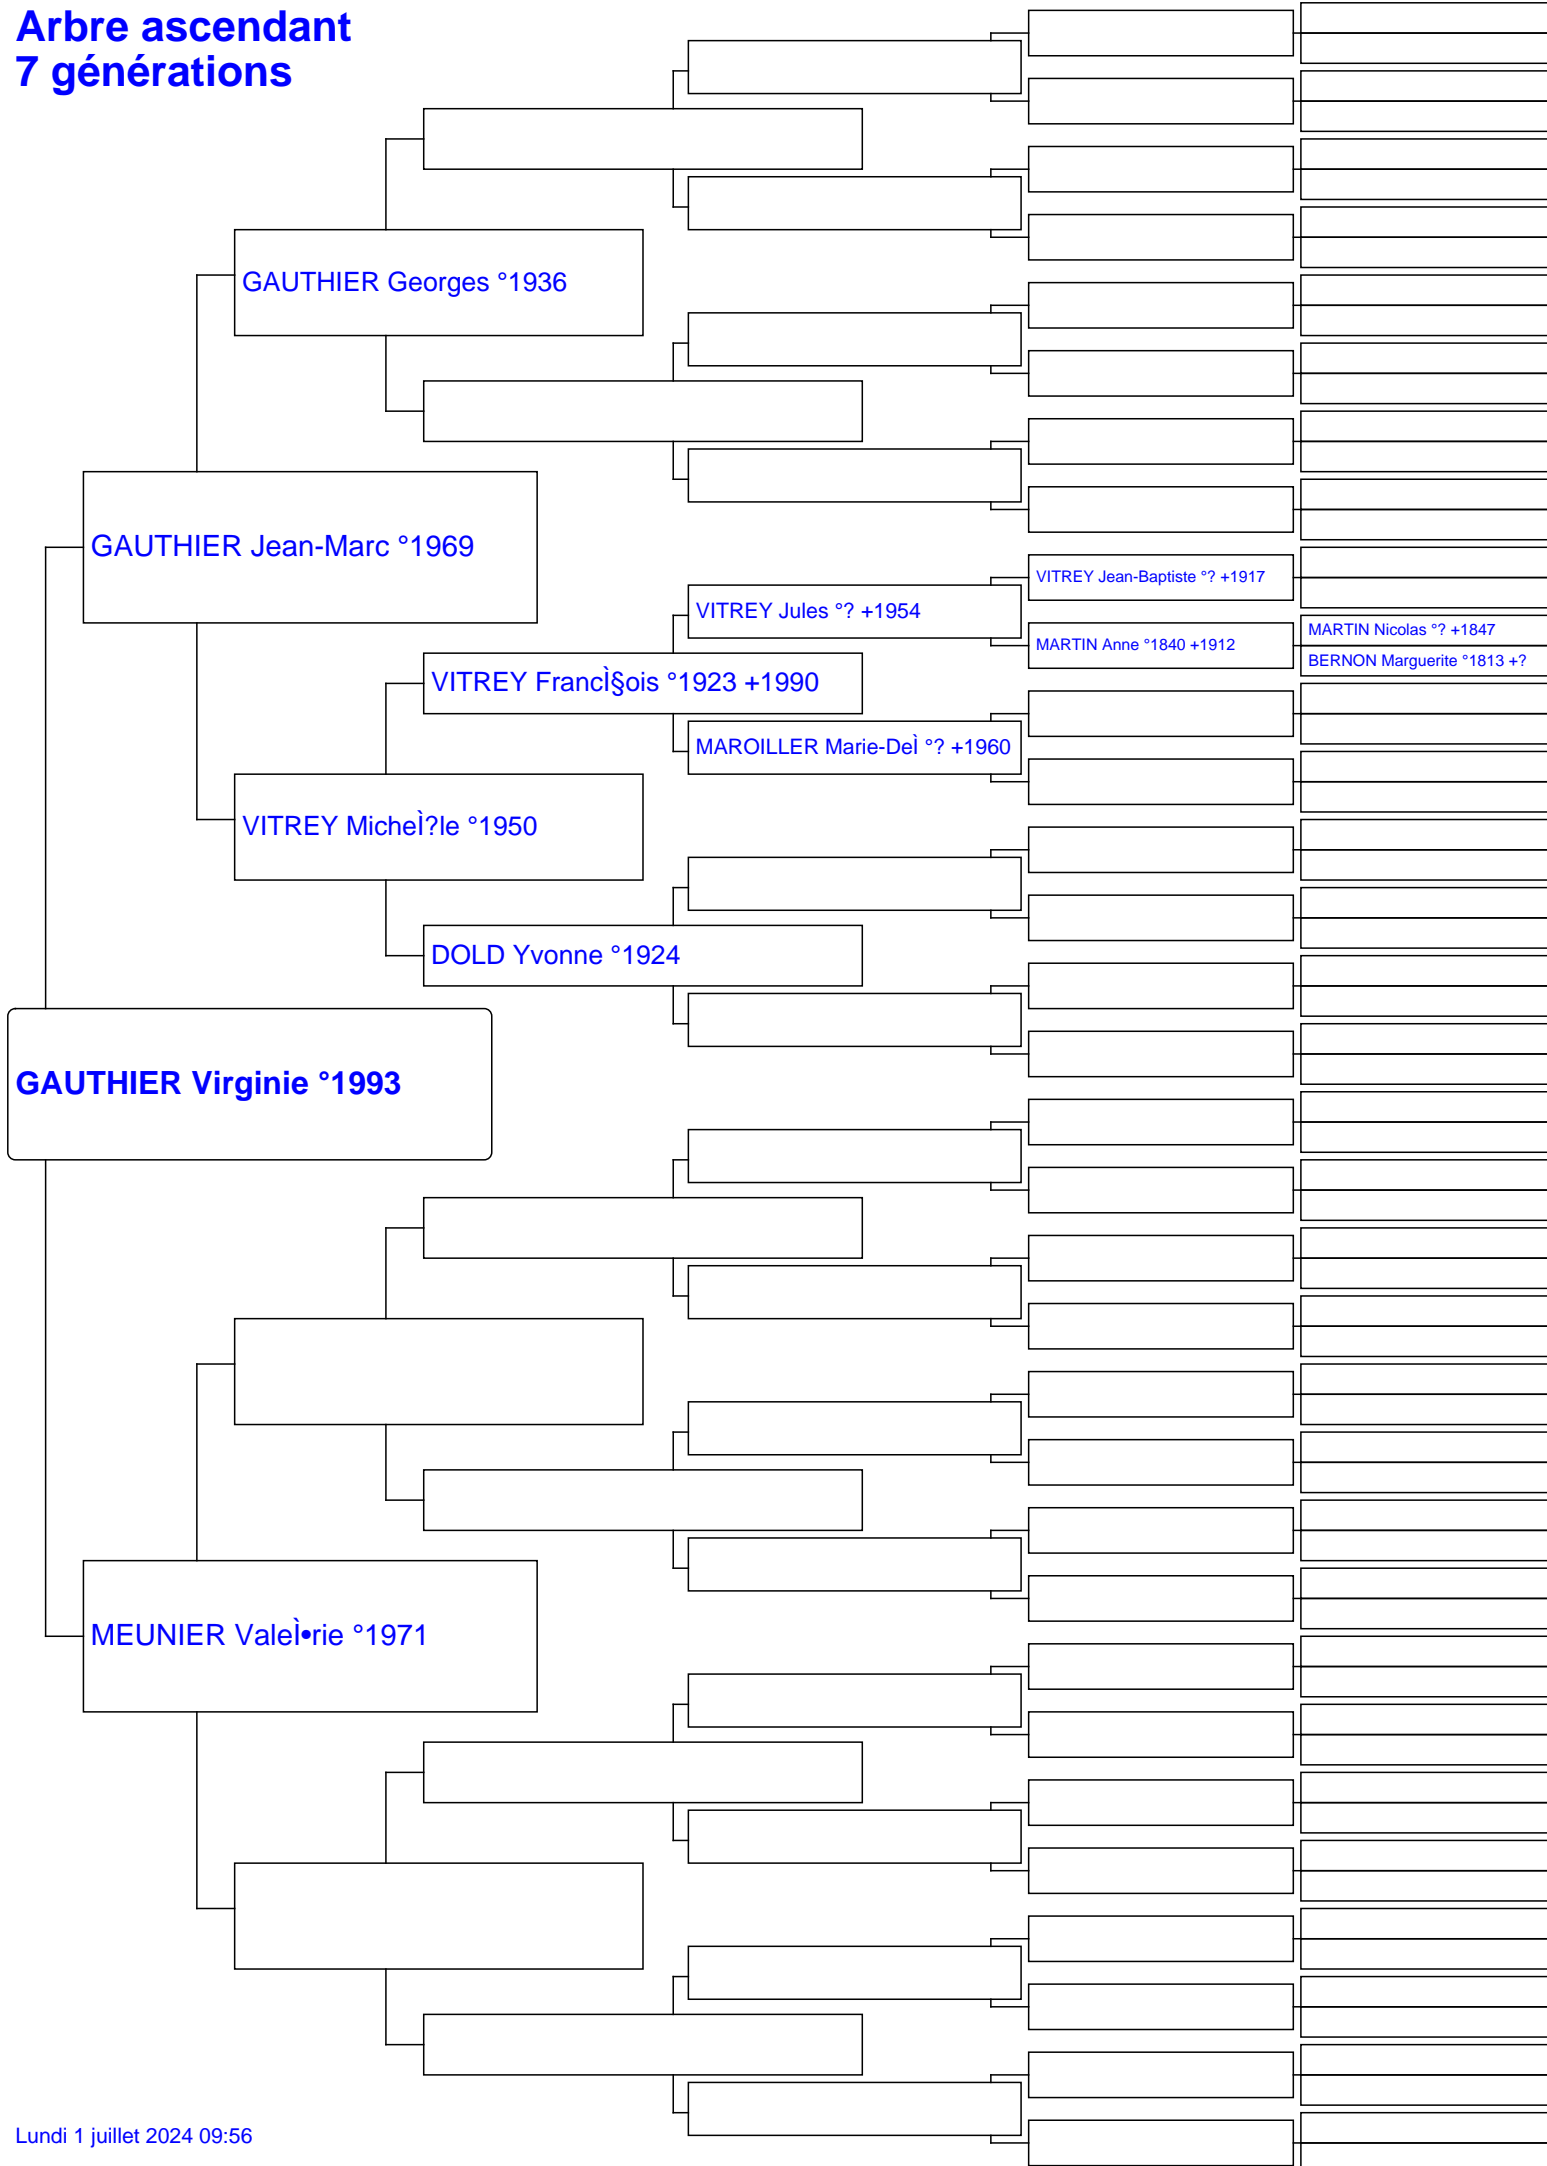 Arbre ascendant
7 générations
GAUTHIER Georges °1936
GAUTHIER Jean-Marc °1969
VITREY Jean-Baptiste °? +1917
VITREY Jules °? +1954
MARTIN Nicolas °? +1847
MARTIN Anne °1840 +1912
BERNON Marguerite °1813 +?
VITREY FrancÌ§ois °1923 +1990
MAROILLER Marie-DeÌ °? +1960
VITREY MicheÌ?le °1950
DOLD Yvonne °1924
GAUTHIER Virginie °1993
MEUNIER ValeÌ•rie °1971
Lundi 1 juillet 2024 09:56